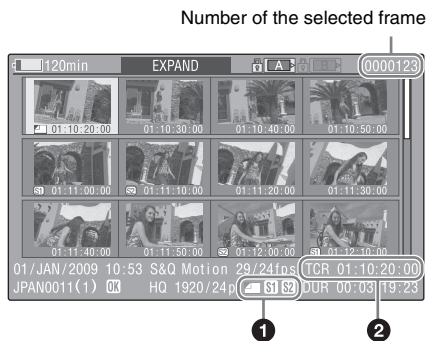 Number of the selected frame
120min EXPAND A B 0000123
01:10:20:00 01:10:30:00 01:10:40:00 01:10:50:00
S1 01:11:00:00 S2 01:11:10:00 01:11:20:00 01:11:30:00
01:11:40:00 01:11:50:00 S2 01:12:00:00 S1 01:12:10:00
01/JAN/2009 10:53 S&Q Motion 29/24fps TCR 01:10:20:00
JPAN0011(1) OK HQ 1920/24p S1 S2 DUR 00:03:19:23
1 2